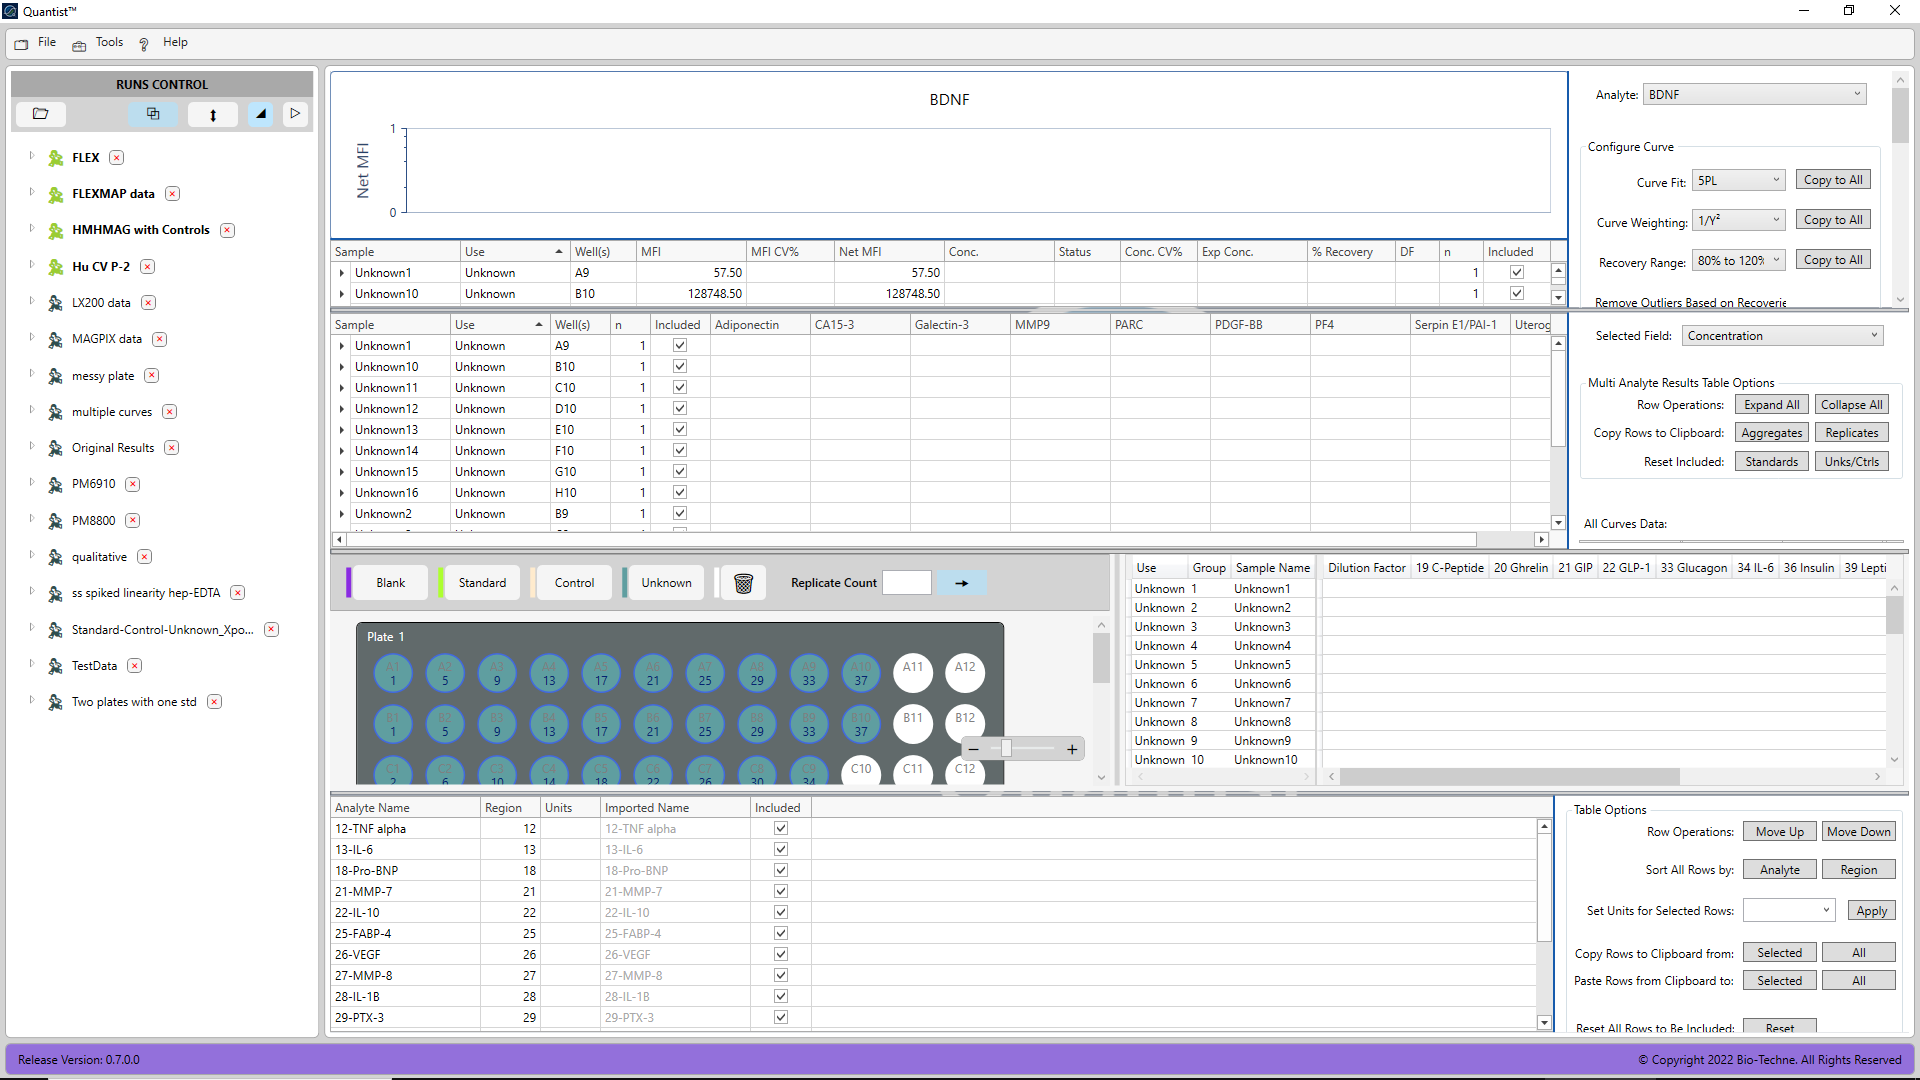 Quantist™
File Tools ? Help
RUNS CONTROL
FLEX
FLEXMAP data
HMHMAG with Controls
Hu CV P-2
LX200 data
MAGPIX data
messy plate
multiple curves
Original Results
PM6910
PM8800
qualitative
ss spiked linearity hep-EDTA
Standard-Control-Unknown_Xpo...
TestData
Two plates with one std
BDNF
Net MFI
1
0
Sample Use Well(s) MFI MFI CV% Net MFI Conc. Status Conc. CV% Exp Conc. % Recovery DF n Included
Unknown1 Unknown A9 57.50 57.50 1
Unknown10 Unknown B10 128748.50 128748.50 1
Analyte: BDNF
Configure Curve
Curve Fit: 5PL Copy to All
Curve Weighting: 1/Y² Copy to All
Recovery Range: 80% to 120% Copy to All
Remove Outliers Based on Recoverie
Sample Use Well(s) n Included Adiponectin CA15-3 Galectin-3 MMP9 PARC PDGF-BB PF4 Serpin E1/PAI-1 Uterog
Unknown1 Unknown A9 1
Unknown10 Unknown B10 1
Unknown11 Unknown C10 1
Unknown12 Unknown D10 1
Unknown13 Unknown E10 1
Unknown14 Unknown F10 1
Unknown15 Unknown G10 1
Unknown16 Unknown H10 1
Unknown2 Unknown B9 1
Selected Field: Concentration
Multi Analyte Results Table Options
Row Operations: Expand All Collapse All
Copy Rows to Clipboard: Aggregates Replicates
Reset Included: Standards Unks/Ctrls
All Curves Data:
Blank Standard Control Unknown Replicate Count
Plate 1
A1 A2 A3 A4 A5 A6 A7 A8 A9 A10 A11 A12
1 5 9 13 17 21 25 29 33 37
B1 B2 B3 B4 B5 B6 B7 B8 B9 B10 B11 B12
1 5 9 13 17 21 25 29 33 37
C1 C2 C3 C4 C5 C6 C7 C8 C9 C10 C11 C12
2 6 10 14 18 22 26 30 34
Use Group Sample Name Dilution Factor 19 C-Peptide 20 Ghrelin 21 GIP 22 GLP-1 33 Glucagon 34 IL-6 36 Insulin 39 Lepti
Unknown 1 Unknown1
Unknown 2 Unknown2
Unknown 3 Unknown3
Unknown 4 Unknown4
Unknown 5 Unknown5
Unknown 6 Unknown6
Unknown 7 Unknown7
Unknown 8 Unknown8
Unknown 9 Unknown9
Unknown 10 Unknown10
Analyte Name Region Units Imported Name Included
12-TNF alpha 12 12-TNF alpha
13-IL-6 13 13-IL-6
18-Pro-BNP 18 18-Pro-BNP
21-MMP-7 21 21-MMP-7
22-IL-10 22 22-IL-10
25-FABP-4 25 25-FABP-4
26-VEGF 26 26-VEGF
27-MMP-8 27 27-MMP-8
28-IL-1B 28 28-IL-1B
29-PTX-3 29 29-PTX-3
Table Options
Row Operations: Move Up Move Down
Sort All Rows by: Analyte Region
Set Units for Selected Rows: Apply
Copy Rows to Clipboard from: Selected All
Paste Rows from Clipboard to: Selected All
Reset All Rows to Be Included: Reset
Release Version: 0.7.0.0
© Copyright 2022 Bio-Techne. All Rights Reserved